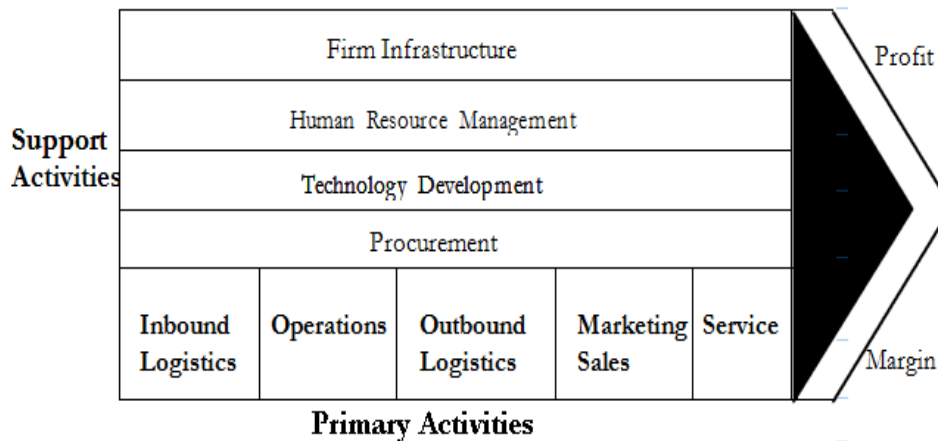 Firm Infrastructure
Profit
Human Resource Management
Support
Activities
Technology Development
Procurement
Inbound
Logistics
Operations
Outbound
Logistics
Marketing
Sales
Service
Margin
Primary Activities